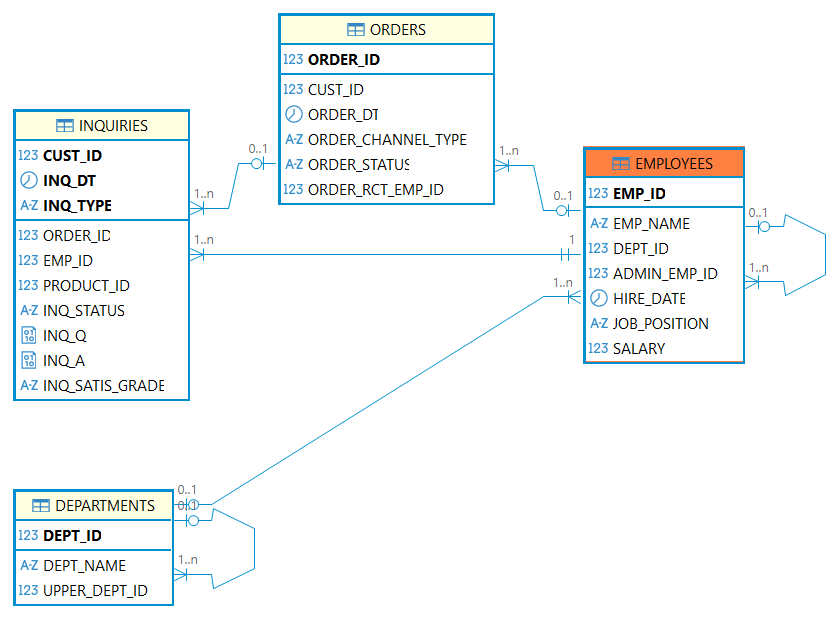 ORDERS
123 ORDER_ID
123 CUST_ID
ORDER_DT
A-Z ORDER_CHANNEL_TYPE
A-Z ORDER_STATUS
123 ORDER_RCT_EMP_ID
INQUIRIES
123 CUST_ID
INQ_DT
A-Z INQ_TYPE
123 ORDER_ID
123 EMP_ID
123 PRODUCT_ID
A-Z INQ_STATUS
INQ_Q
INQ_A
A-Z INQ_SATIS_GRADE
0..1
1..n
1..n
1..n
0..1
1
1..n
EMPLOYEES
123 EMP_ID
A-Z EMP_NAME
123 DEPT_ID
123 ADMIN_EMP_ID
HIRE_DATE
A-Z JOB_POSITION
123 SALARY
0..1
1..n
DEPARTMENTS
123 DEPT_ID
A-Z DEPT_NAME
123 UPPER_DEPT_ID
0..1
0..1
1..n